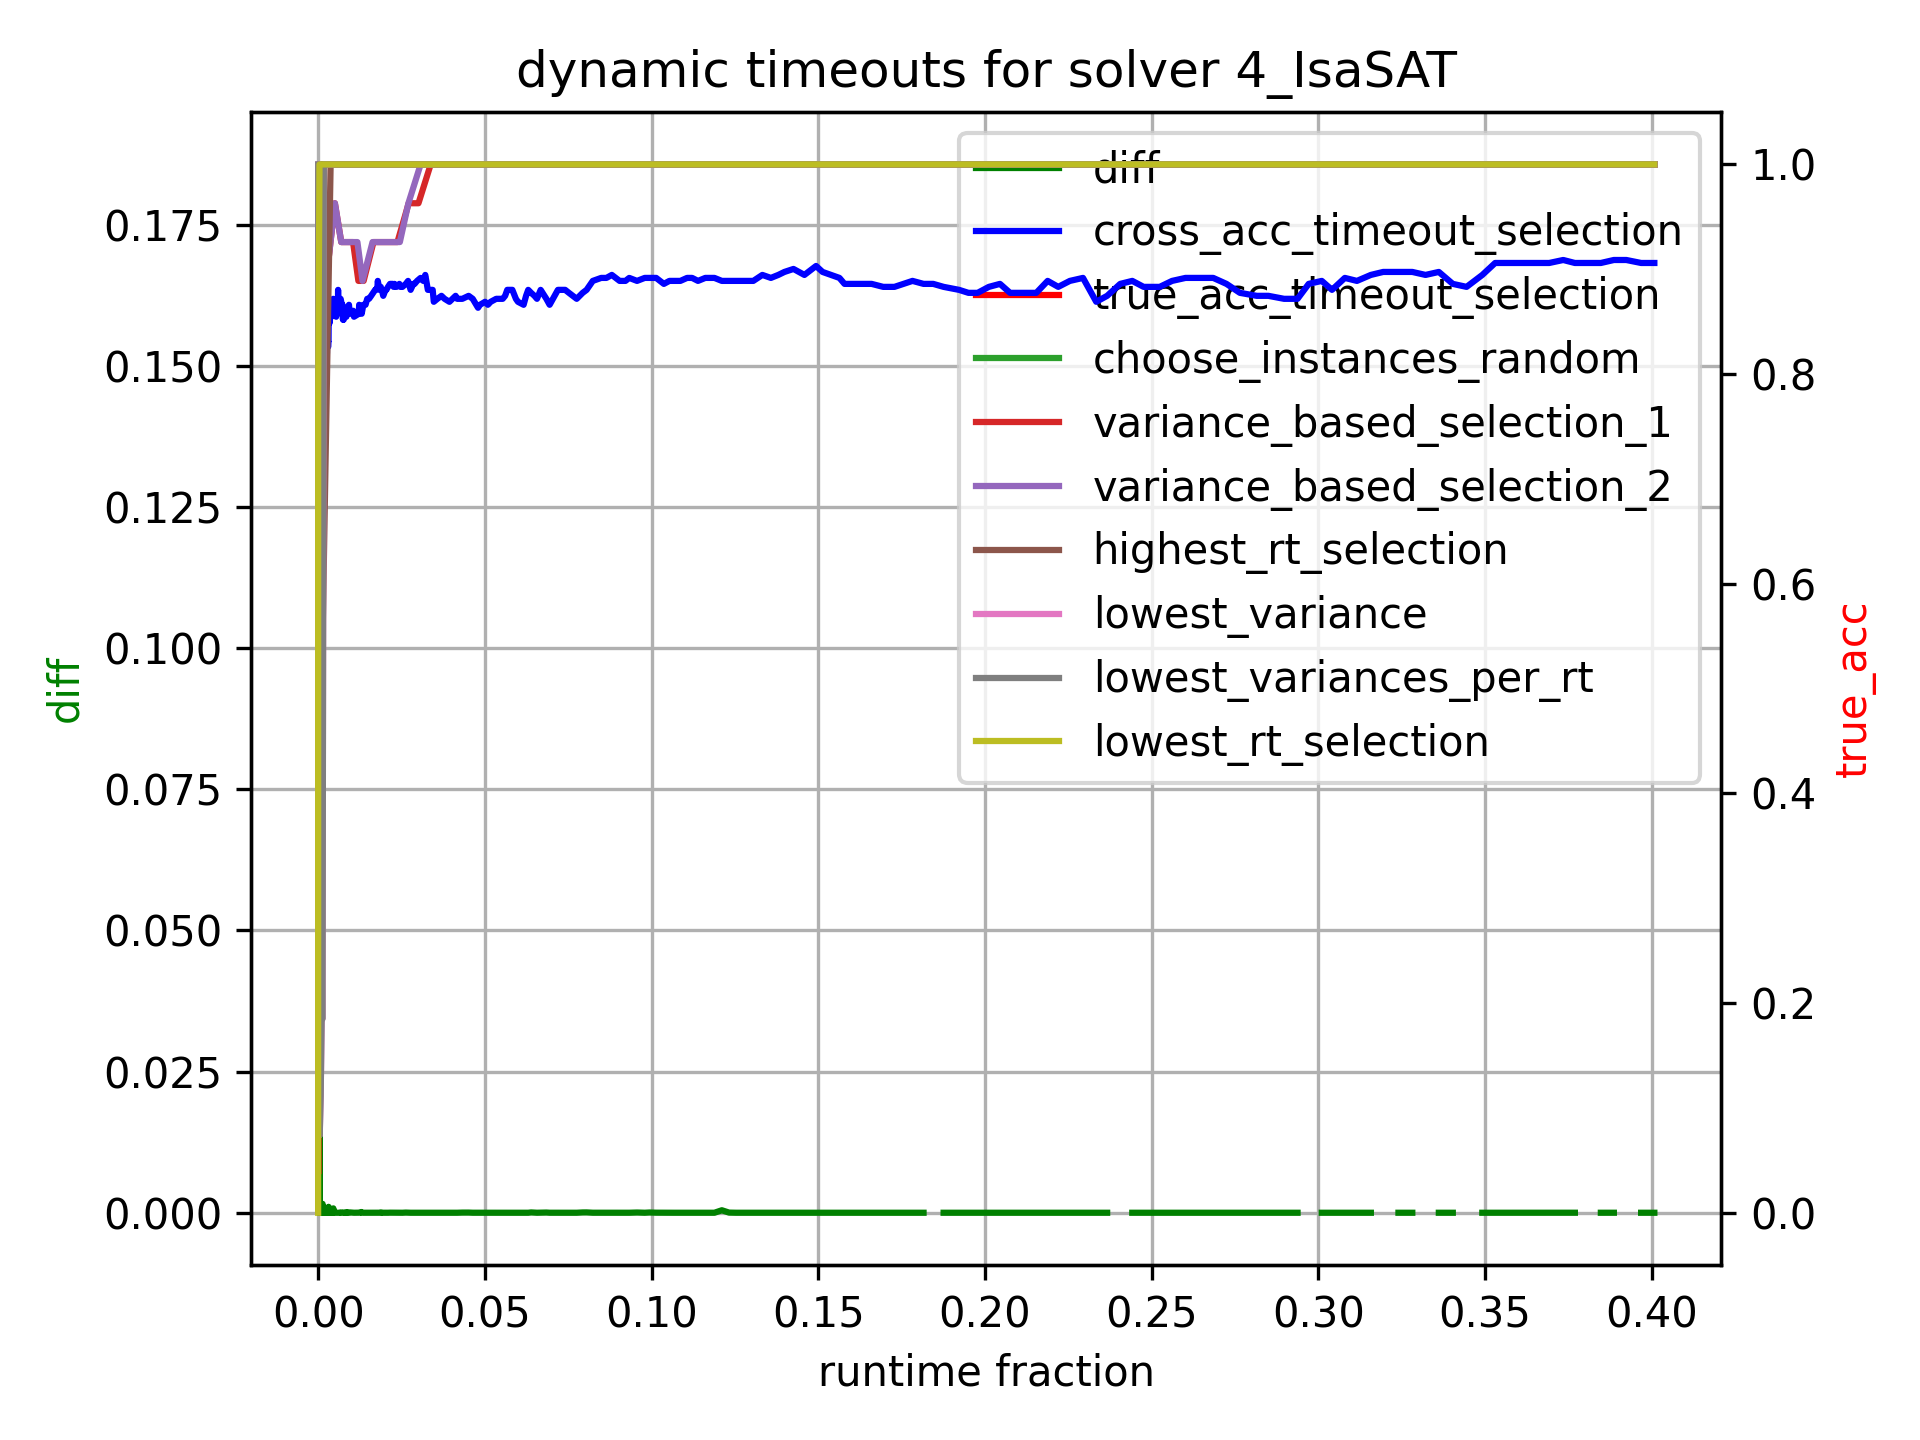 dynamic timeouts for solver 4_IsaSAT
diff
cross_acc_timeout_selection
true_acc_timeout_selection
choose_instances_random
variance_based_selection_1
variance_based_selection_2
highest_rt_selection
lowest_variance
lowest_variances_per_rt
lowest_rt_selection
0.175
0.150
0.125
0.100
0.075
0.050
0.025
0.000
diff
1.0
0.8
0.6
0.4
0.2
0.0
true_acc
0.00 0.05 0.10 0.15 0.20 0.25 0.30 0.35 0.40
runtime fraction